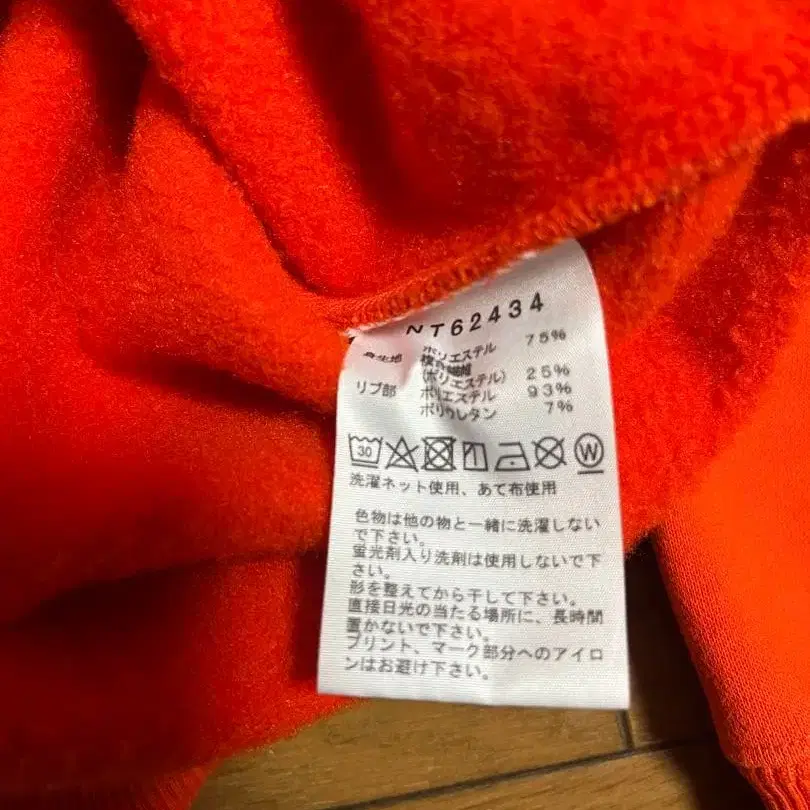 NT62434
身生地 ポリエステル 75%
複合繊維
(ポリエステル) 25%
リブ部 ポリエステル 93%
ポリウレタン 7%
30 W
洗濯ネット使用、あて布使用
色物は他の物と一緒に洗濯しない
で下さい。
蛍光剤入り洗剤は使用しないで下
さい。
形を整えてから干して下さい。
直接日光の当たる場所に、長時間
置かないで下さい。
プリント、マーク部分へのアイロ
ンはお避け下さい。